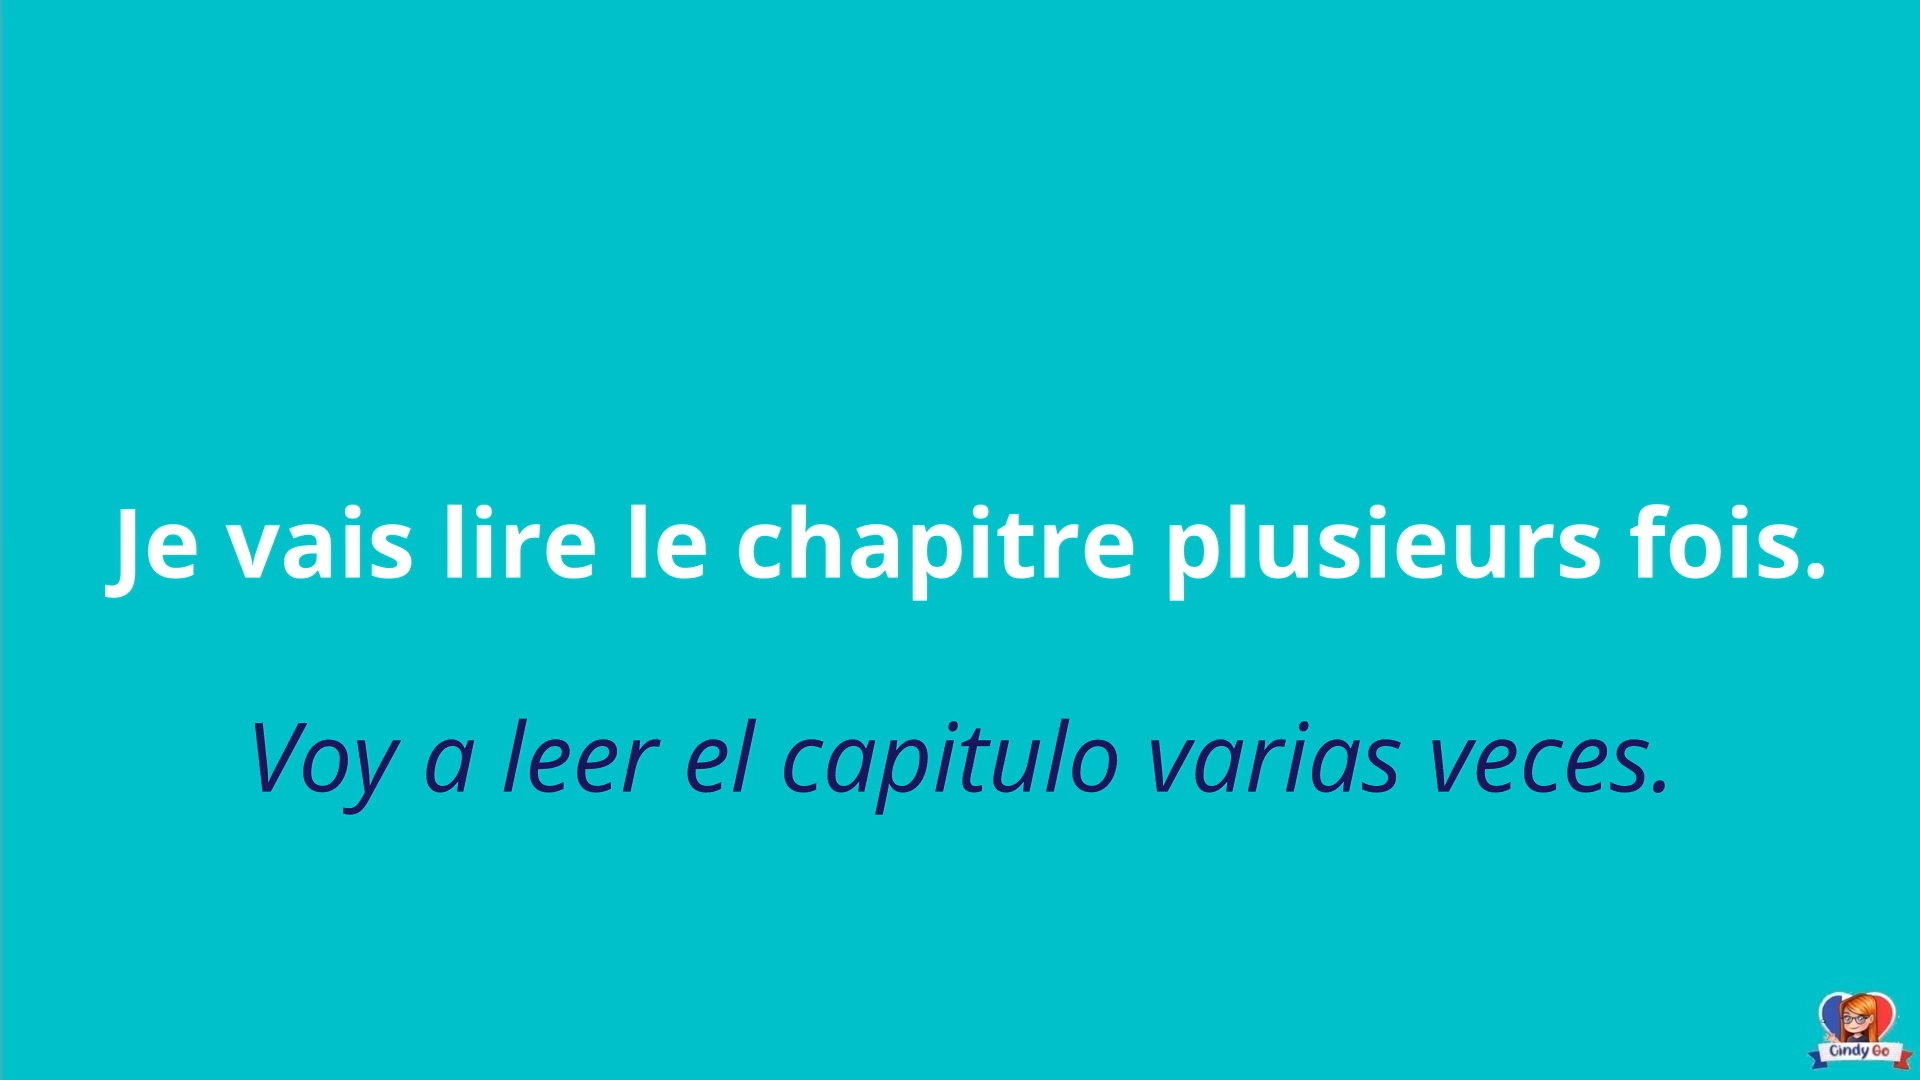 Je vais lire le chapitre plusieurs fois.
Voy a leer el capitulo varias veces.
Cindy Go